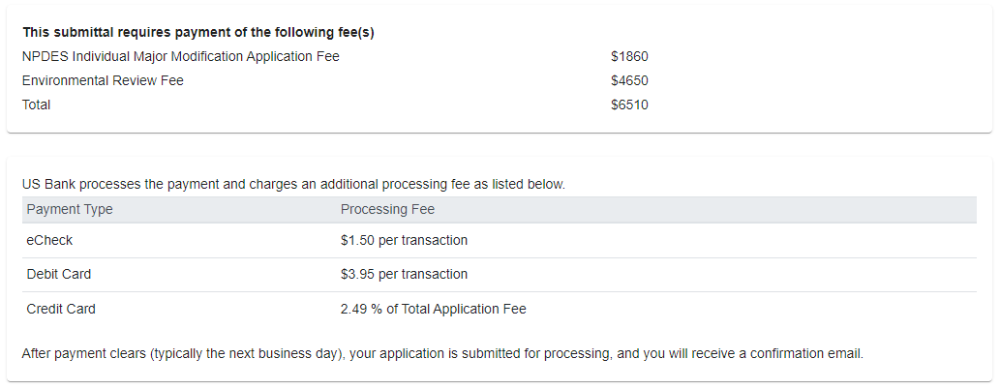 This submittal requires payment of the following fee(s)
NPDES Individual Major Modification Application Fee $1860
Environmental Review Fee $4650
Total $6510
US Bank processes the payment and charges an additional processing fee as listed below.
Payment Type Processing Fee
eCheck $1.50 per transaction
Debit Card $3.95 per transaction
Credit Card 2.49 % of Total Application Fee
After payment clears (typically the next business day), your application is submitted for processing, and you will receive a confirmation email.